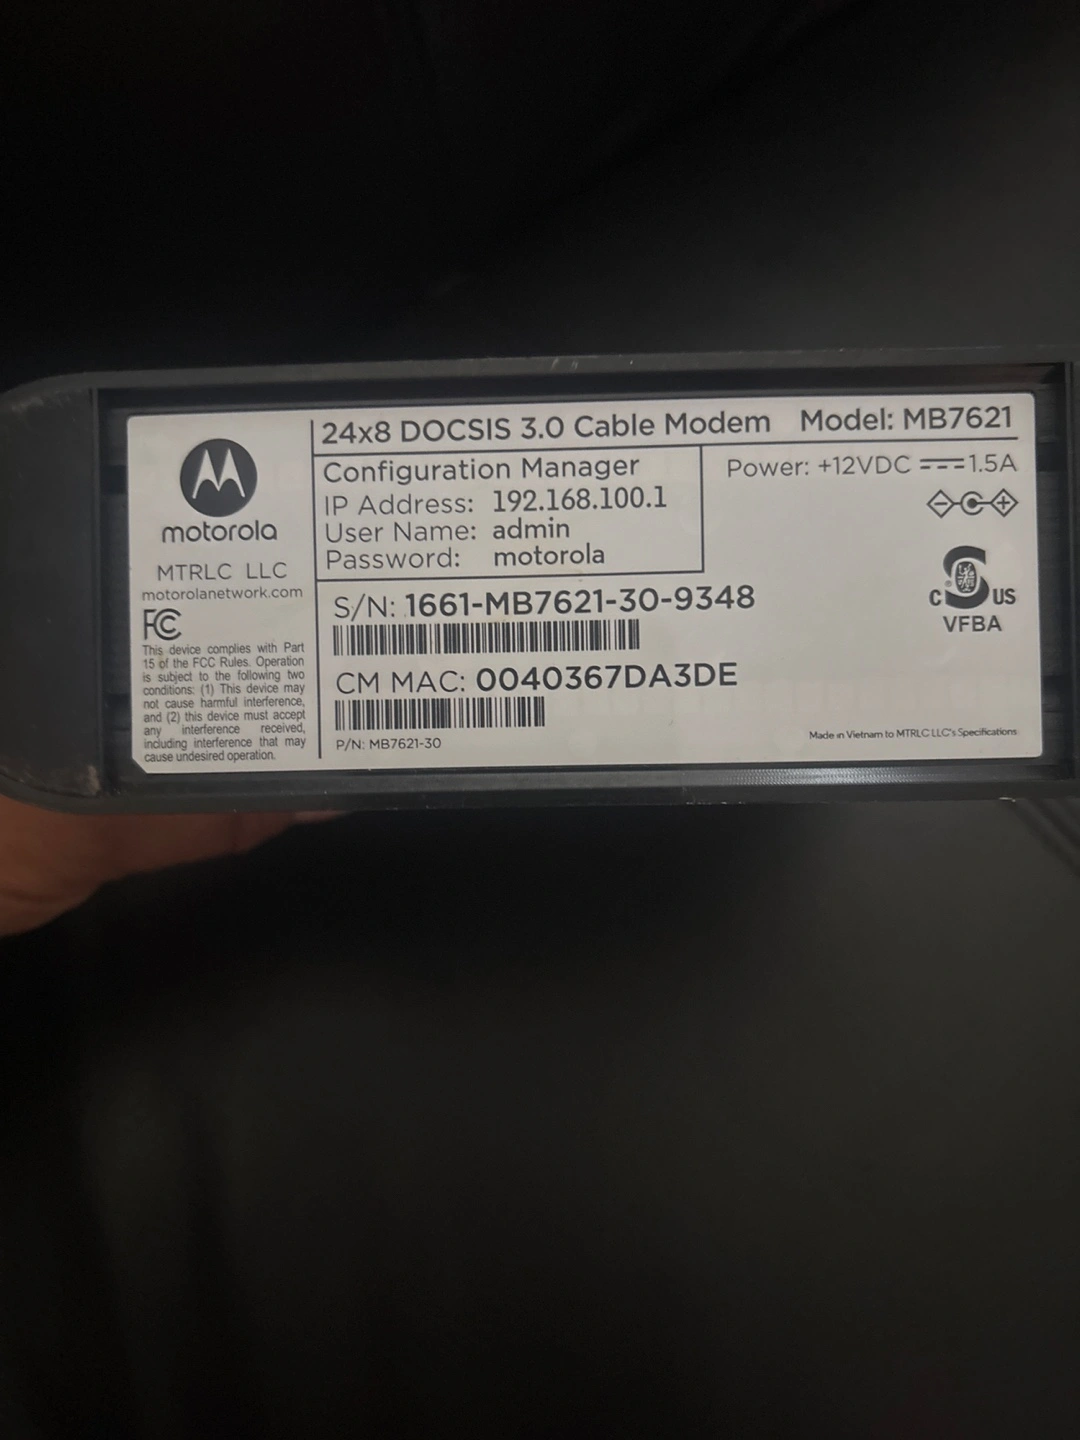 24x8 DOCSIS 3.0 Cable Modem Model: MB7621
motorola
MTRLC LLC
motorolanetwork.com
FC
This device complies with Part
15 of the FCC Rules. Operation
is subject to the following two
conditions: (1) This device may
not cause harmful interference,
and (2) this device must accept
any interference received,
including interference that may
cause undesired operation.
Configuration Manager
IP Address: 192.168.100.1
User Name: admin
Password: motorola
Power: +12VDC 1.5A
C S US
VFBA
S/N: 1661-MB7621-30-9348
CM MAC: 0040367DA3DE
P/N: MB7621-30
Made in Vietnam to MTRLC LLC's Specifications